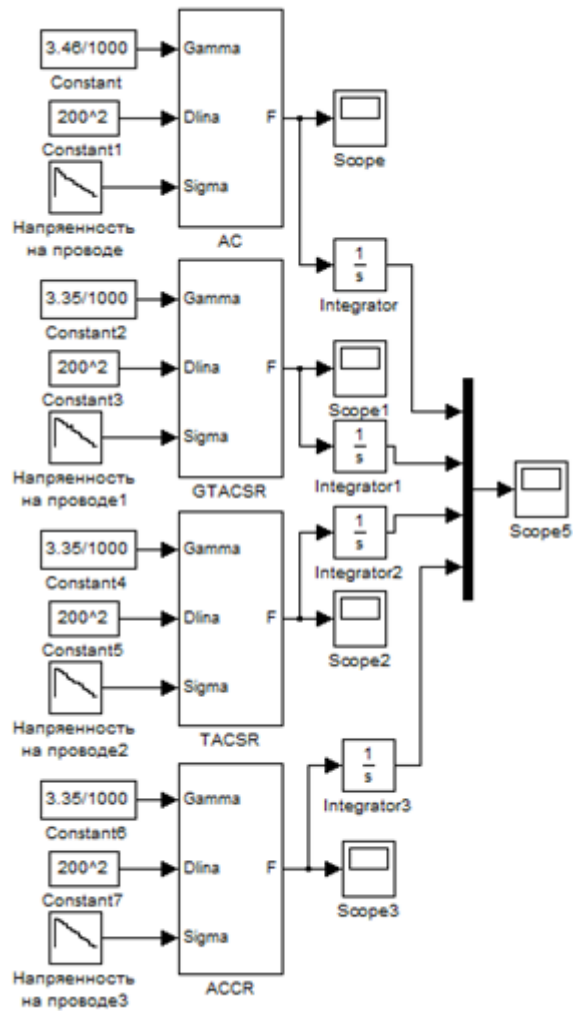 3.46/1000
Constant
200^2
Constant1
Напряенность
на проводе
Gamma
Dlina
Sigma
F
AC
Scope
1
s
Integrator
3.35/1000
Constant2
200^2
Constant3
Напряенность
на проводе1
Gamma
Dlina
Sigma
F
GTACSR
Scope1
1
s
Integrator1
3.35/1000
Constant4
200^2
Constant5
Напряенность
на проводе2
Gamma
Dlina
Sigma
F
TACSR
1
s
Integrator2
Scope2
3.35/1000
Constant6
200^2
Constant7
Напряенность
на проводе3
Gamma
Dlina
Sigma
F
ACCR
1
s
Integrator3
Scope3
Scope5